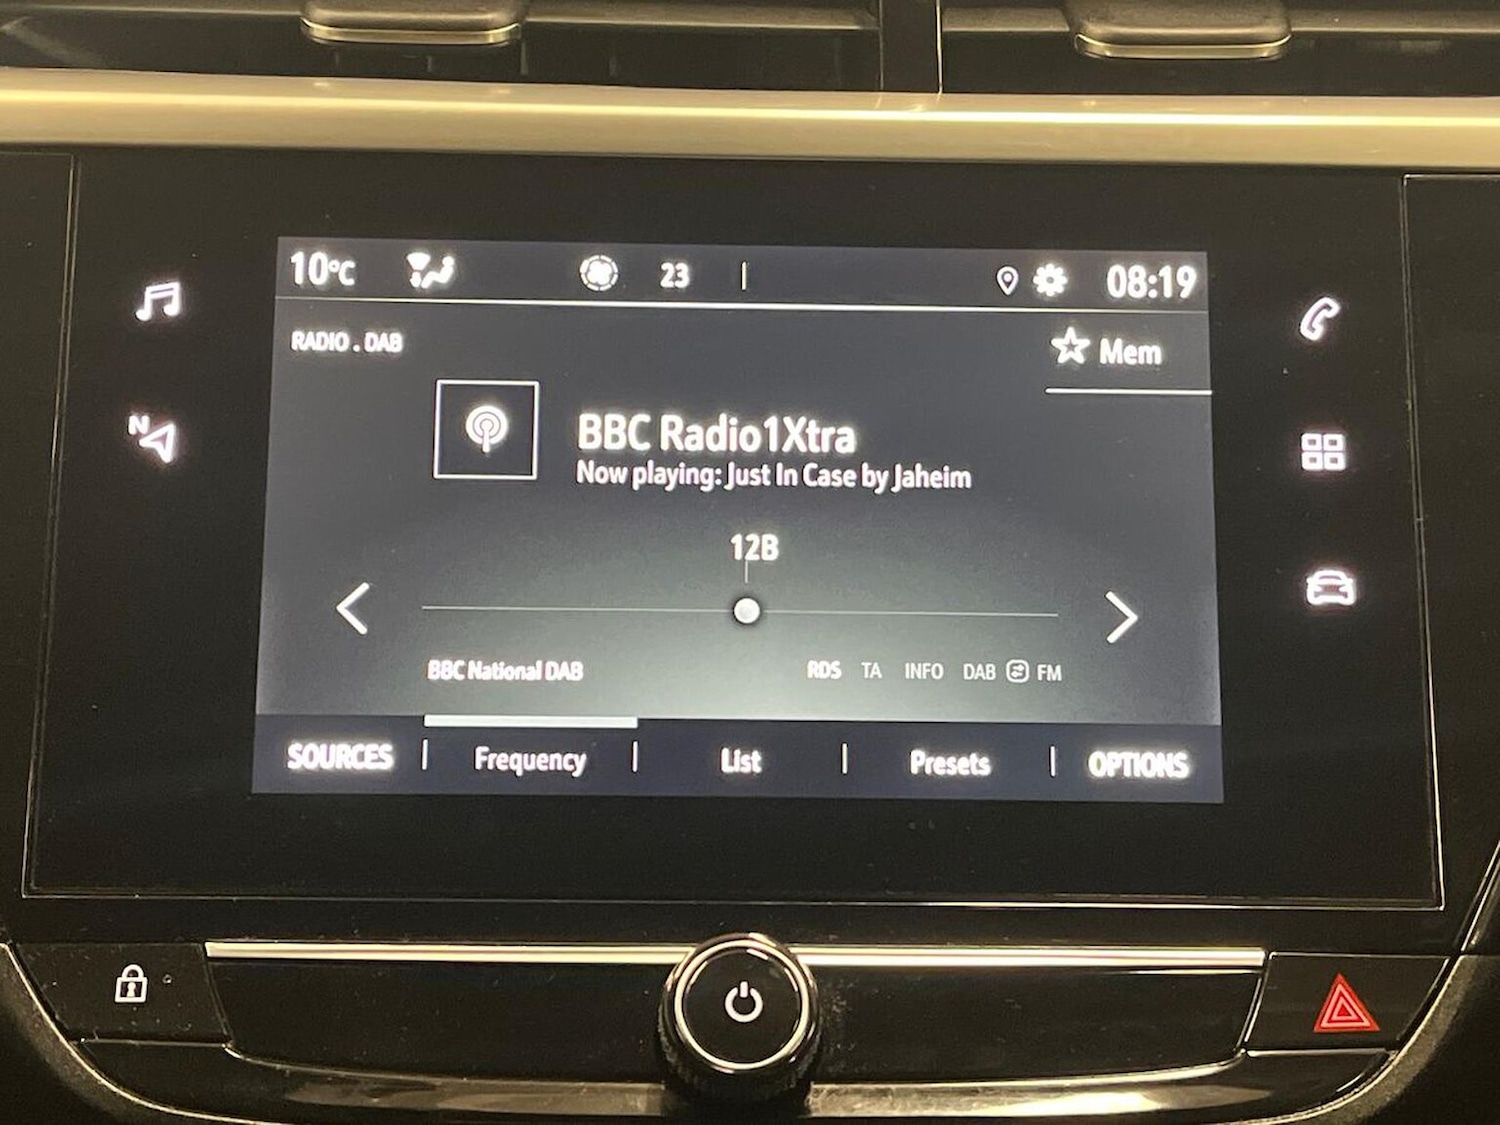 10°C 23 | 08:19
RADIO . DAB
Mem
BBC Radio1Xtra
Now playing: Just In Case by Jaheim
12B
BBC National DAB
RDS TA INFO DAB FM
SOURCES | Frequency | List | Presets | OPTIONS
N